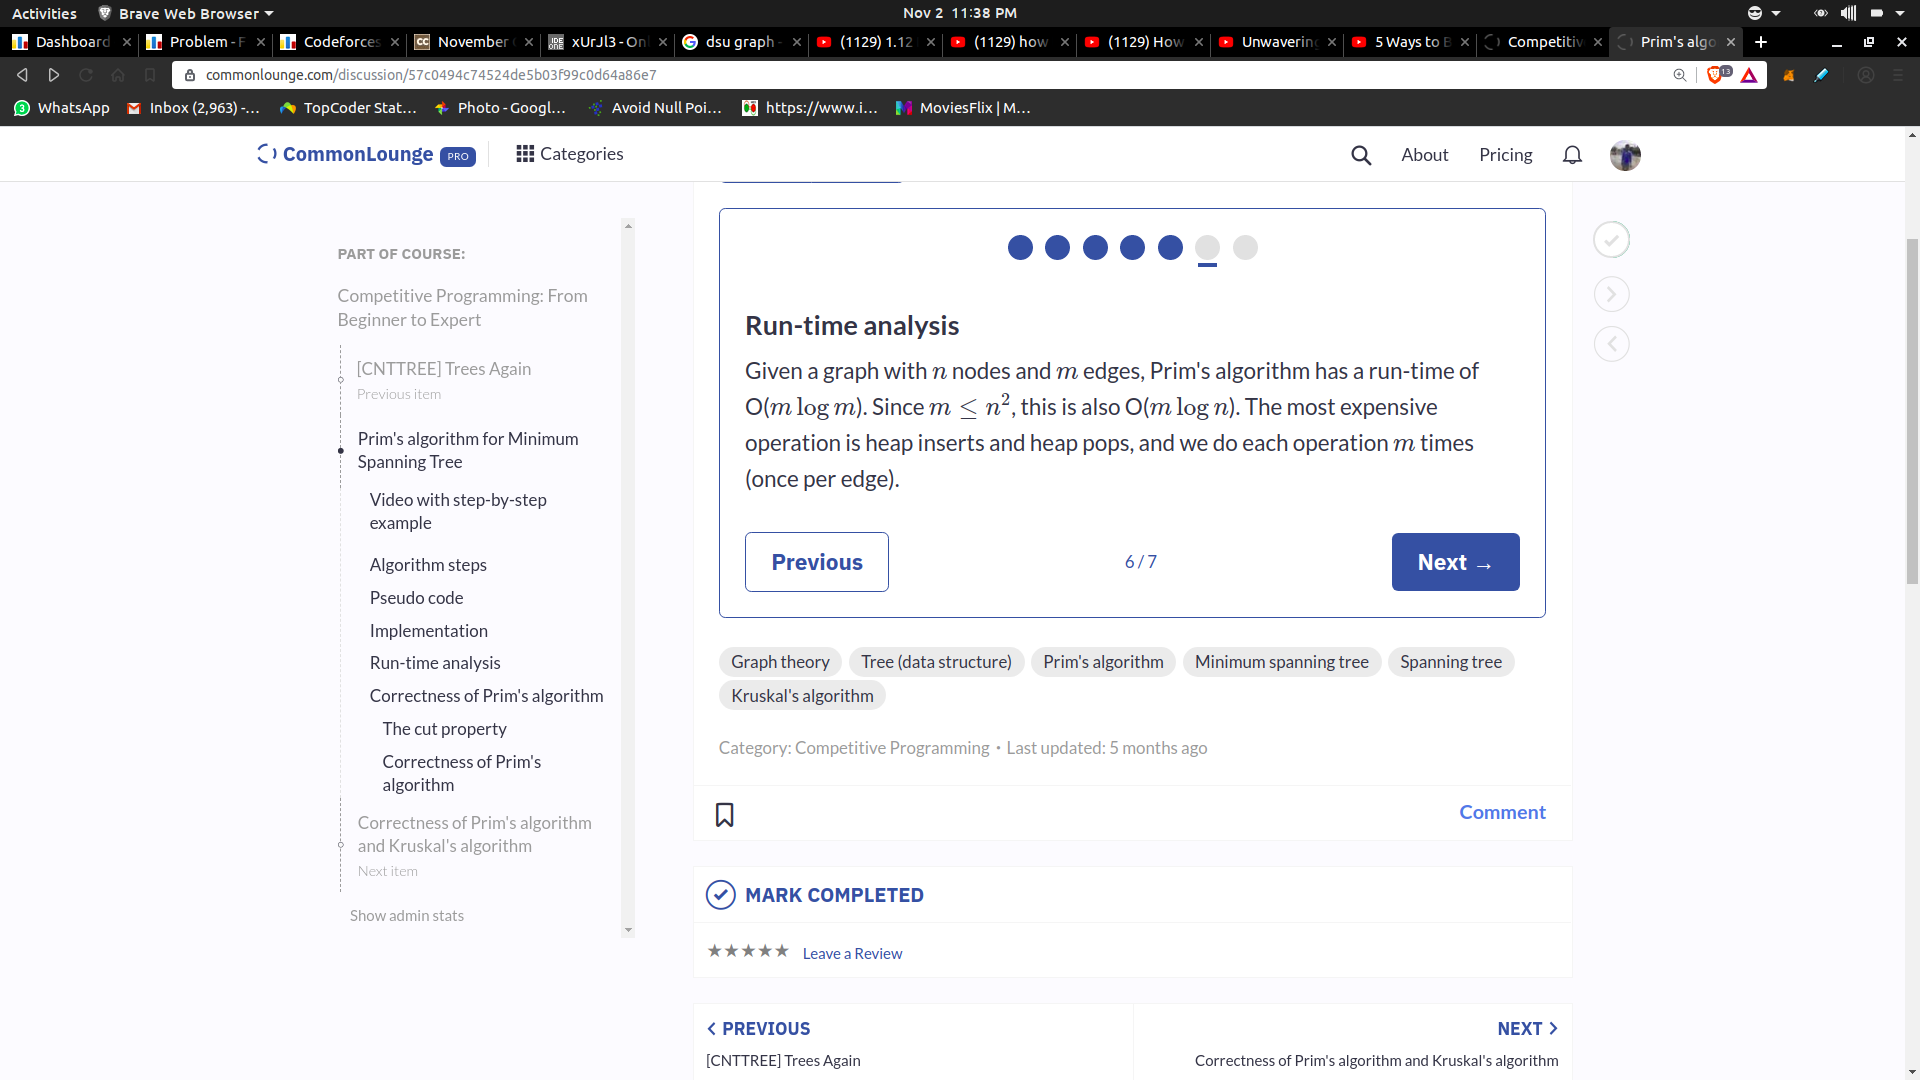 Activities
Brave Web Browser
Nov 2 11:38 PM
Dashboard
Problem - F
Codeforces
November
xUrJl3 - Onl
dsu graph -
(1129) 1.12
(1129) how
(1129) How
Unwavering
5 Ways to B
Competitiv
Prim's algo
commonlounge.com/discussion/57c0494c74524de5b03f99c0d64a86e7
13
WhatsApp
Inbox (2,963) -...
TopCoder Stat...
Photo - Googl...
Avoid Null Poi...
https://www.i...
MoviesFlix | M...
CommonLounge PRO
Categories
About
Pricing
PART OF COURSE:
Competitive Programming: From
Beginner to Expert
[CNTTREE] Trees Again
Previous item
Prim's algorithm for Minimum
Spanning Tree
Video with step-by-step
example
Algorithm steps
Pseudo code
Implementation
Run-time analysis
Correctness of Prim's algorithm
The cut property
Correctness of Prim's
algorithm
Correctness of Prim's algorithm
and Kruskal's algorithm
Next item
Show admin stats
Run-time analysis
Given a graph with n nodes and m edges, Prim's algorithm has a run-time of
O(m log m). Since m ≤ n², this is also O(m log n). The most expensive
operation is heap inserts and heap pops, and we do each operation m times
(once per edge).
Previous
6 / 7
Next →
Graph theory
Tree (data structure)
Prim's algorithm
Minimum spanning tree
Spanning tree
Kruskal's algorithm
Category: Competitive Programming • Last updated: 5 months ago
Comment
MARK COMPLETED
★★★★★ Leave a Review
PREVIOUS
[CNTTREE] Trees Again
NEXT
Correctness of Prim's algorithm and Kruskal's algorithm